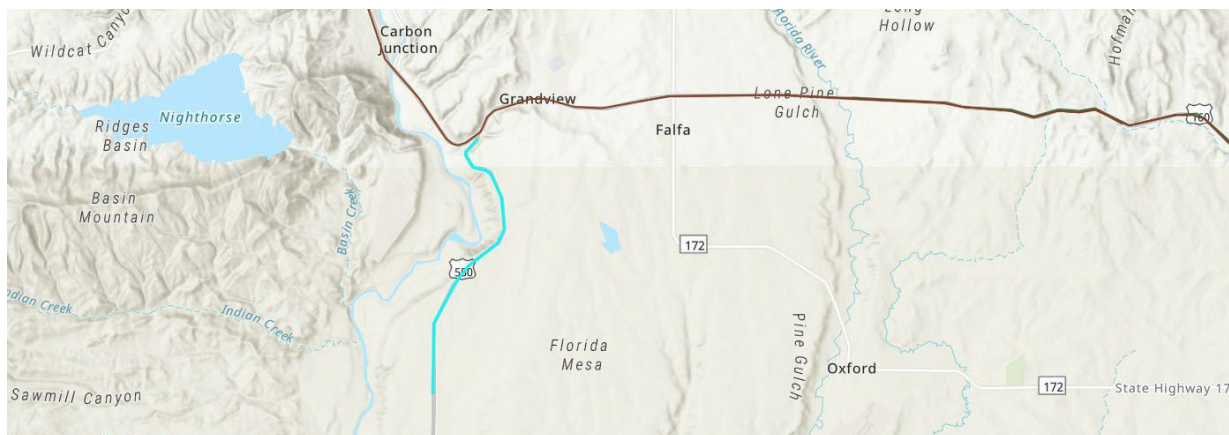 Wildcat Canyon
Carbon
Junction
Long
Hollow
Florida River
Nighthorse
Grandview
Lone Pine
Gulch
160
Ridges
Basin
Falfa
Basin
Mountain
Basin Creek
172
550
Indian Creek
Indian Creek
Florida
Mesa
Pine Gulch
Oxford
172
State Highway 17
Sawmill Canyon